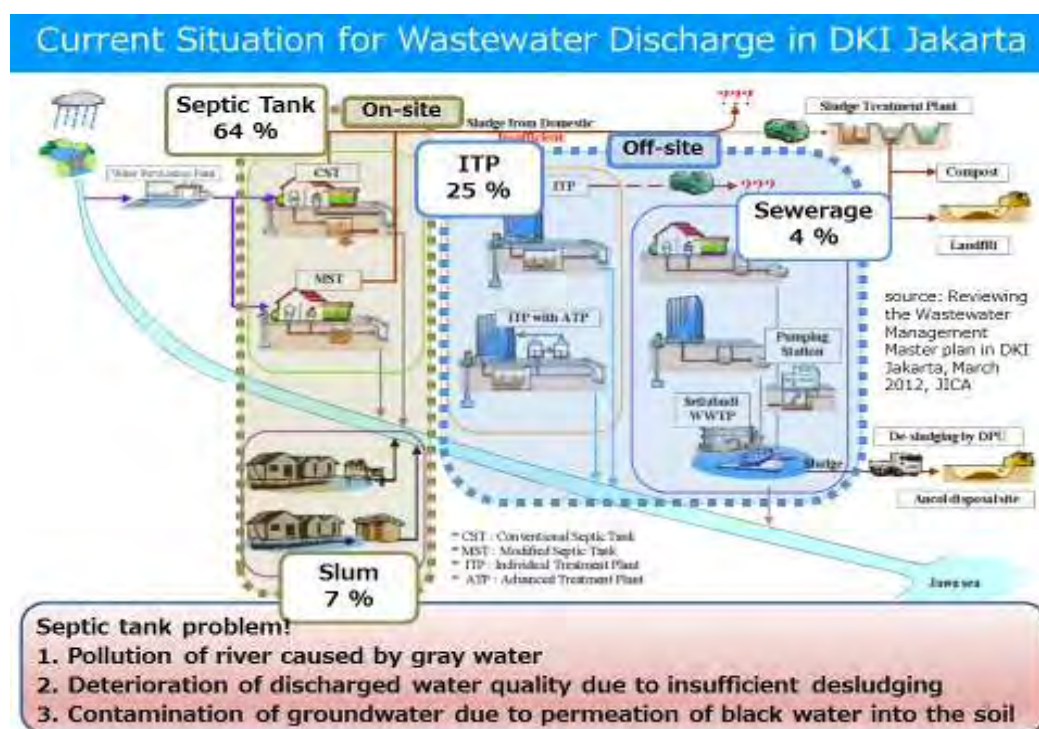 Current Situation for Wastewater Discharge in DKI Jakarta
Septic Tank
64 %
On-site
Sludge from Domestic
Insufficient
????
Sludge Treatment Plant
Off-site
ITP
25 %
ITP
???
Sewerage
4 %
Compost
Landfill
CST
MST
ITP with ATP
Pumping
Station
Setiabudi
WWTP
Sludge
source: Reviewing
the Wastewater
Management
Master plan in DKI
Jakarta, March
2012, JICA
De-sludging by DPU
Ancol disposal site
* CST : Conventional Septic Tank
* MST : Modified Septic Tank
* ITP : Individual Treatment Plant
* ATP : Advanced Treatment Plant
Slum
7 %
Jawa sea
Septic tank problem!
1. Pollution of river caused by gray water
2. Deterioration of discharged water quality due to insufficient desludging
3. Contamination of groundwater due to permeation of black water into the soil